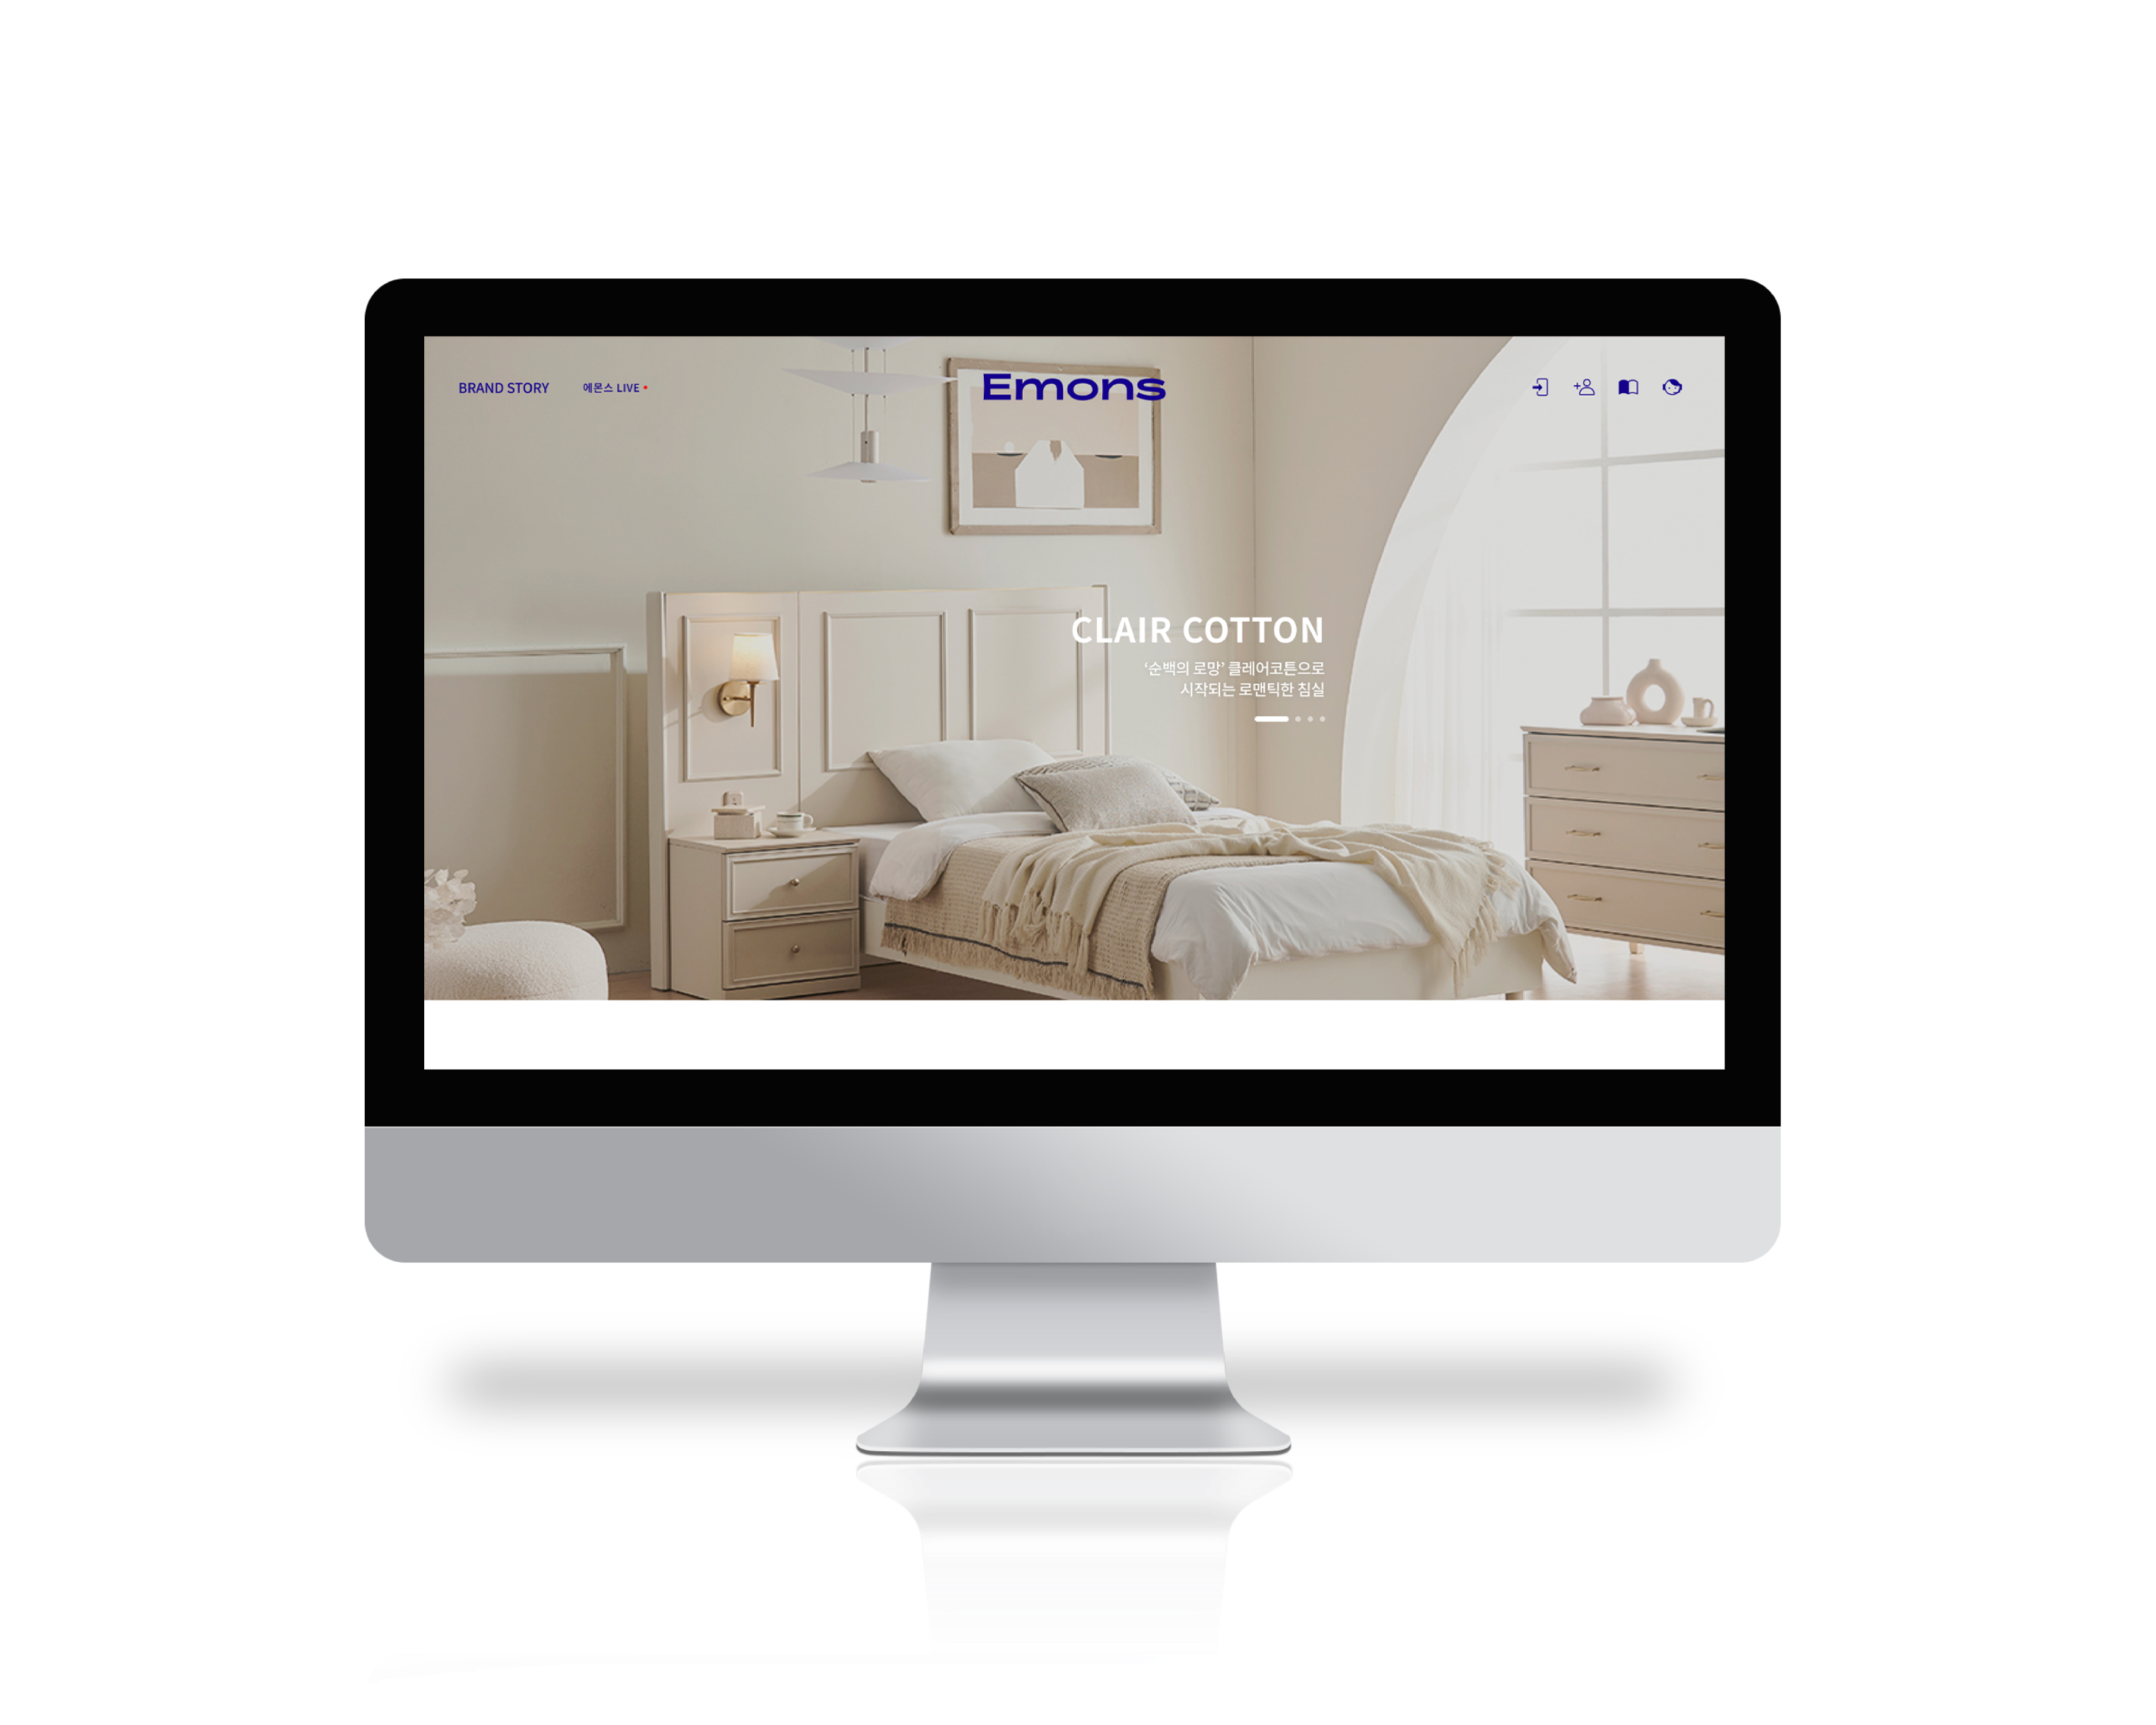 BRAND STORY
에몬스 LIVE
Emons
CLAIR COTTON
‘순백의 로망’ 클레어코튼으로
시작되는 로맨틱한 침실